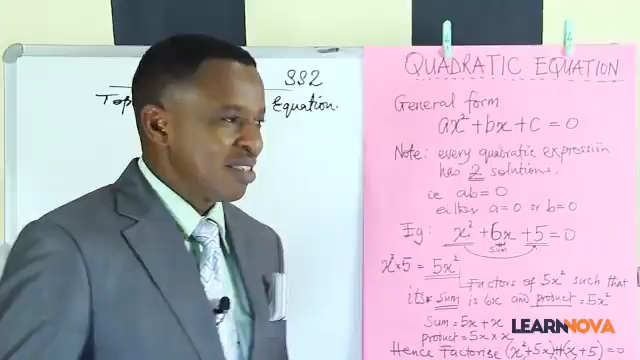 SS2
Equation.
QUADRATIC EQUATION
General form
ax² + bx + c = 0
Note: every quadratic expression
has 2 solutions.
ie ab = 0
either a = 0 or b = 0
Eg: x² + 6x + 5 = 0
sum
x² × 5 = 5x²
Factors of 5x² such that
its sum is 6x and product = 5x²
Sum = 5x + x
product = 5x × x
Hence Factorise (x² + 5x) + (x + 5) = 0
LEARNNOVA